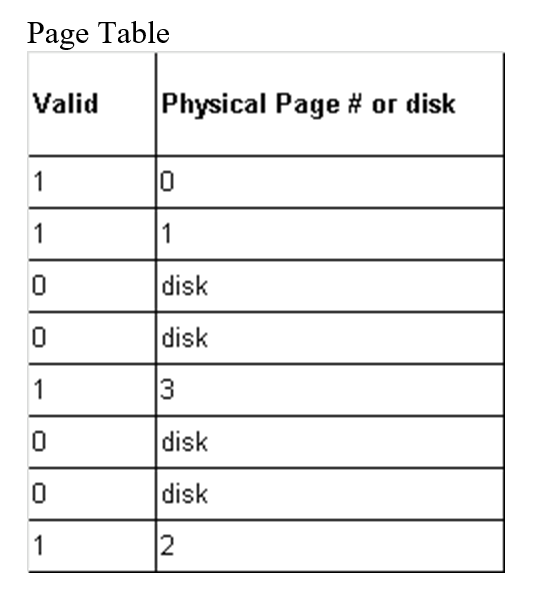 Page Table
Valid Physical Page # or disk
1 0
1 1
0 disk
0 disk
1 3
0 disk
0 disk
1 2